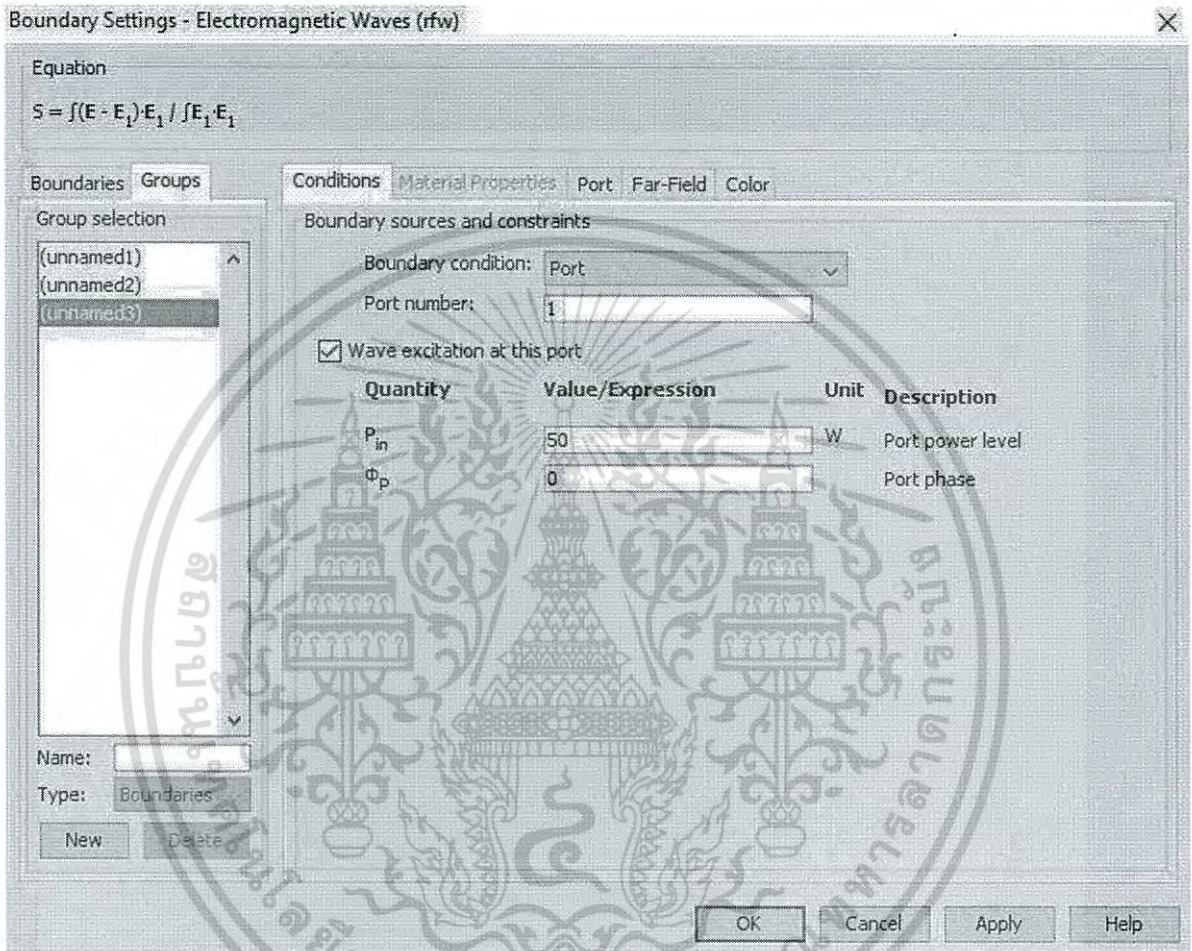 Boundary Settings - Electromagnetic Waves (rfw)
Equation
S = ∫(E - E₁)·E₁ / ∫E₁·E₁
Boundaries Groups
Conditions Material Properties Port Far-Field Color
Group selection
(unnamed1)
(unnamed2)
(unnamed3)
Name:
Type: Boundaries
New Delete
Boundary sources and constraints
Boundary condition: Port
Port number: 1
Wave excitation at this port
Quantity Value/Expression Unit Description
P_in 50 W Port power level
Φ_p 0 Port phase
OK Cancel Apply Help